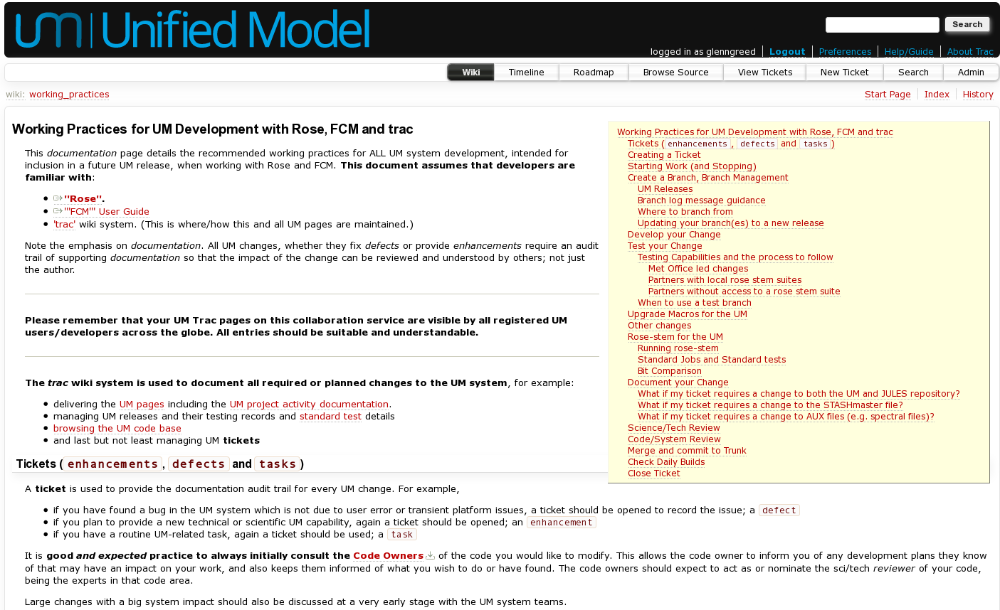 um | Unified Model
Search
logged in as glenngreed
Logout
Preferences
Help/Guide
About Trac
Wiki
Timeline
Roadmap
Browse Source
View Tickets
New Ticket
Search
Admin
wiki: working_practices
Start Page
Index
History
Working Practices for UM Development with Rose, FCM and trac
This documentation page details the recommended working practices for ALL UM system development, intended for
inclusion in a future UM release, when working with Rose and FCM. This document assumes that developers are
familiar with:
• "Rose".
• "'FCM'" User Guide
• 'trac' wiki system. (This is where/how this and all UM pages are maintained.)
Note the emphasis on documentation. All UM changes, whether they fix defects or provide enhancements require an audit
trail of supporting documentation so that the impact of the change can be reviewed and understood by others; not just
the author.
Please remember that your UM Trac pages on this collaboration service are visible by all registered UM
users/developers across the globe. All entries should be suitable and understandable.
The trac wiki system is used to document all required or planned changes to the UM system, for example:
• delivering the UM pages including the UM project activity documentation.
• managing UM releases and their testing records and standard test details
• browsing the UM code base
• and last but not least managing UM tickets
Working Practices for UM Development with Rose, FCM and trac
Tickets (enhancements, defects and tasks)
Creating a Ticket
Starting Work (and Stopping)
Create a Branch, Branch Management
UM Releases
Branch log message guidance
Where to branch from
Updating your branch(es) to a new release
Develop your Change
Test your Change
Testing Capabilities and the process to follow
Met Office led changes
Partners with local rose stem suites
Partners without access to a rose stem suite
When to use a test branch
Upgrade Macros for the UM
Other changes
Rose-stem for the UM
Running rose-stem
Standard Jobs and Standard tests
Bit Comparison
Document your Change
What if my ticket requires a change to both the UM and JULES repository?
What if my ticket requires a change to the STASHmaster file?
What if my ticket requires a change to AUX files (e.g. spectral files)?
Science/Tech Review
Code/System Review
Merge and commit to Trunk
Check Daily Builds
Close Ticket
Tickets (enhancements, defects and tasks)
A ticket is used to provide the documentation audit trail for every UM change. For example,
• if you have found a bug in the UM system which is not due to user error or transient platform issues, a ticket should be opened to record the issue; a defect
• if you plan to provide a new technical or scientific UM capability, again a ticket should be opened; an enhancement
• if you have a routine UM-related task, again a ticket should be used; a task
It is good and expected practice to always initially consult the Code Owners of the code you would like to modify. This allows the code owner to inform you of any development plans they know
of that may have an impact on your work, and also keeps them informed of what you wish to do or have found. The code owners should expect to act as or nominate the sci/tech reviewer of your code,
being the experts in that code area.
Large changes with a big system impact should also be discussed at a very early stage with the UM system teams.